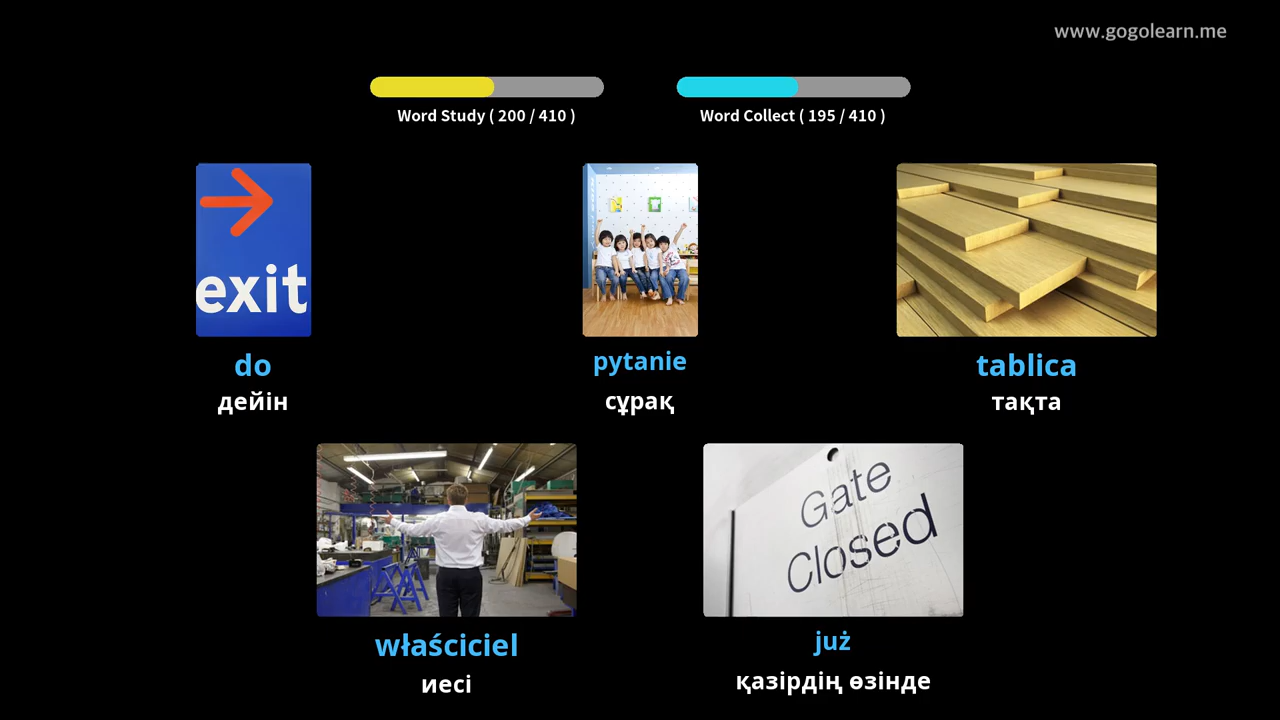 www.gogolearn.me
Word Study ( 200 / 410 )
Word Collect ( 195 / 410 )
exit
do
дейін
pytanie
сұрақ
tablica
тақта
Gate
Closed
właściciel
иесі
już
қазірдің өзінде